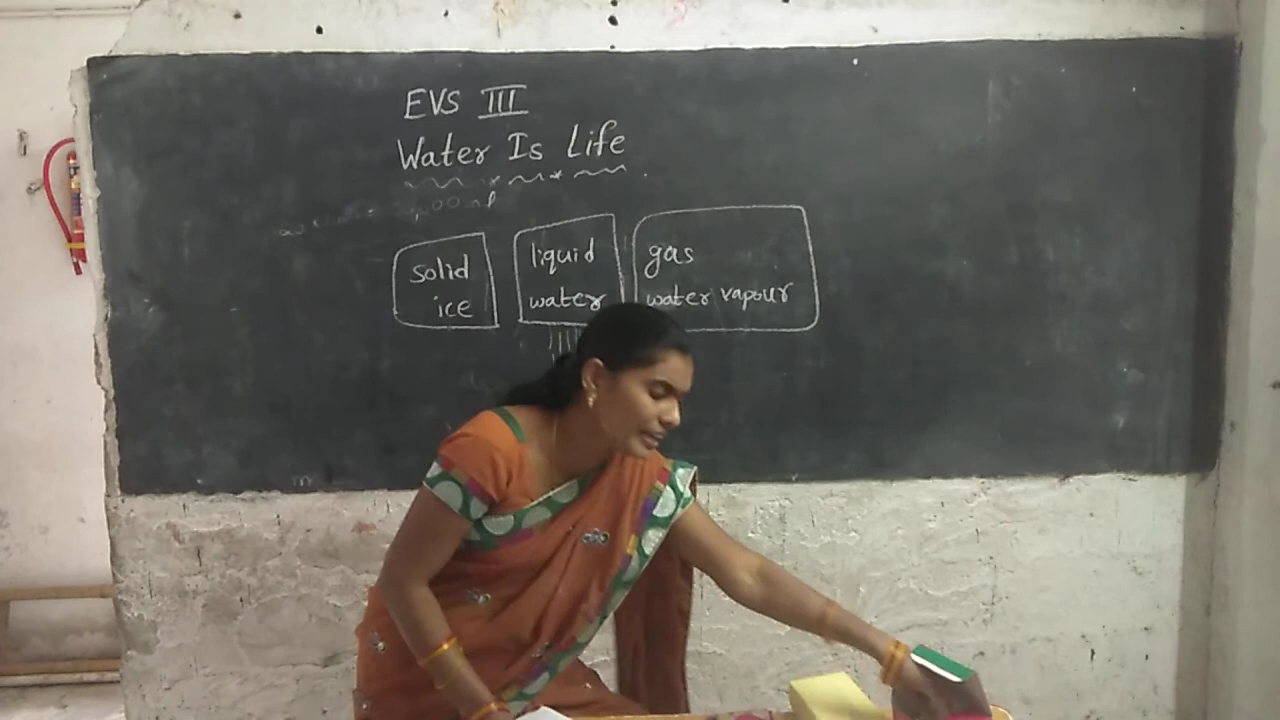 EVS III
Water Is Life
solid
ice
liquid
water
gas
water vapour